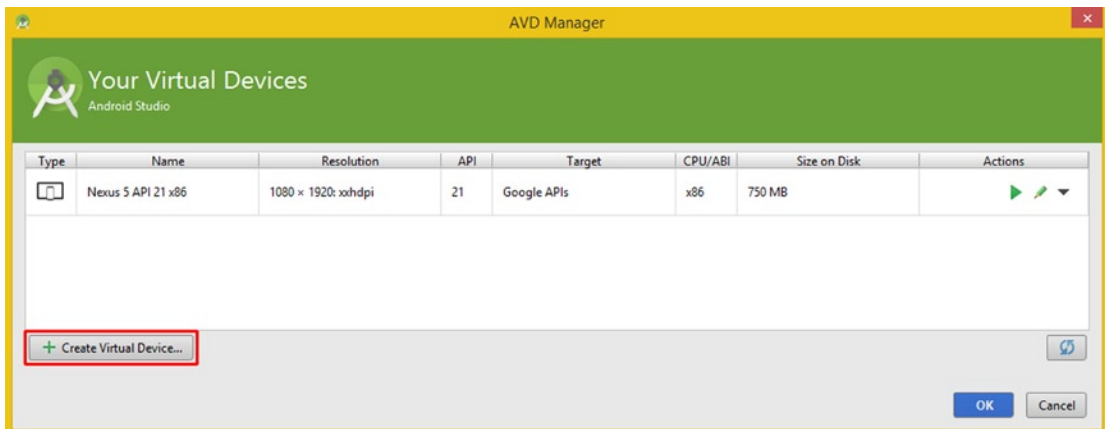 AVD Manager
Your Virtual Devices
Android Studio
Type Name Resolution API Target CPU/ABI Size on Disk Actions
Nexus 5 API 21 x86 1080 × 1920: xxhdpi 21 Google APIs x86 750 MB
Create Virtual Device...
OK Cancel